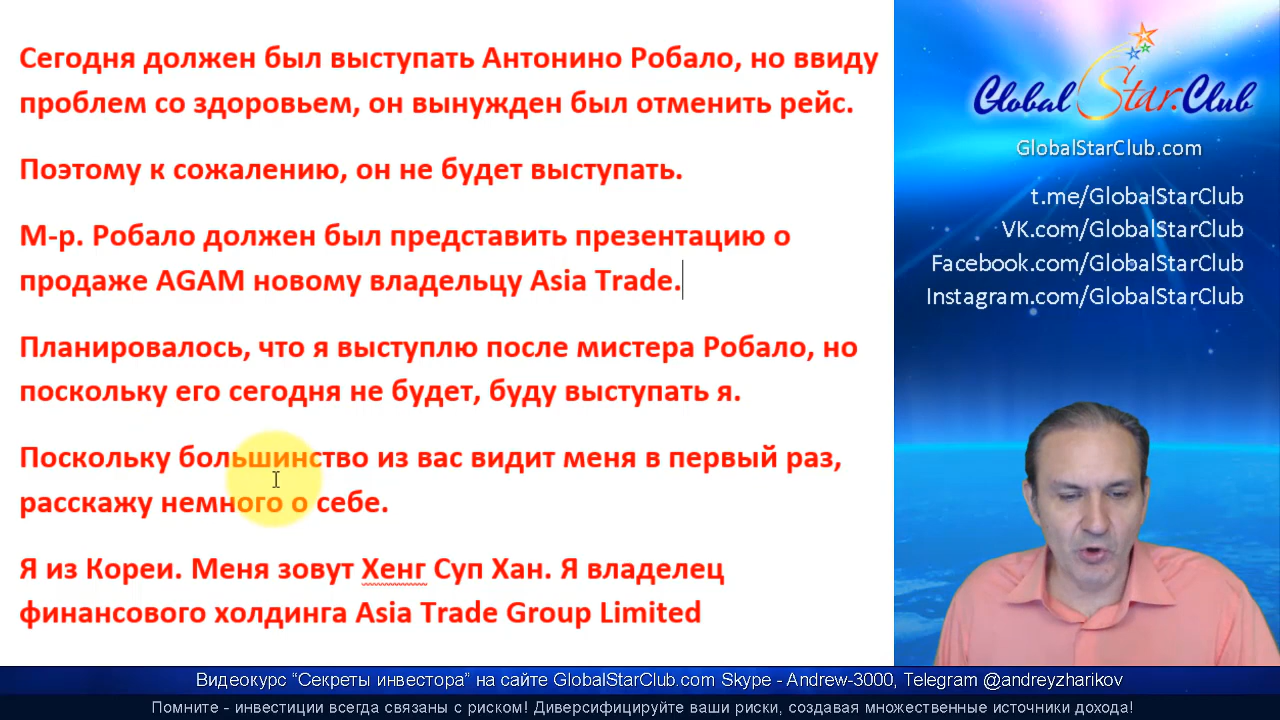 Сегодня должен был выступать Антонино Робало, но ввиду
проблем со здоровьем, он вынужден был отменить рейс.
Поэтому к сожалению, он не будет выступать.
М-р. Робало должен был представить презентацию о
продаже AGAM новому владельцу Asia Trade.
Планировалось, что я выступлю после мистера Робало, но
поскольку его сегодня не будет, буду выступать я.
Поскольку большинство из вас видит меня в первый раз,
расскажу немного о себе.
Я из Кореи. Меня зовут Хенг Суп Хан. Я владелец
финансового холдинга Asia Trade Group Limited
Global Star Club
GlobalStarClub.com
t.me/GlobalStarClub
VK.com/GlobalStarClub
Facebook.com/GlobalStarClub
Instagram.com/GlobalStarClub
Видеокурс “Секреты инвестора” на сайте GlobalStarClub.com Skype - Andrew-3000, Telegram @andreyzharikov
Помните - инвестиции всегда связаны с риском! Диверсифицируйте ваши риски, создавая множественные источники дохода!